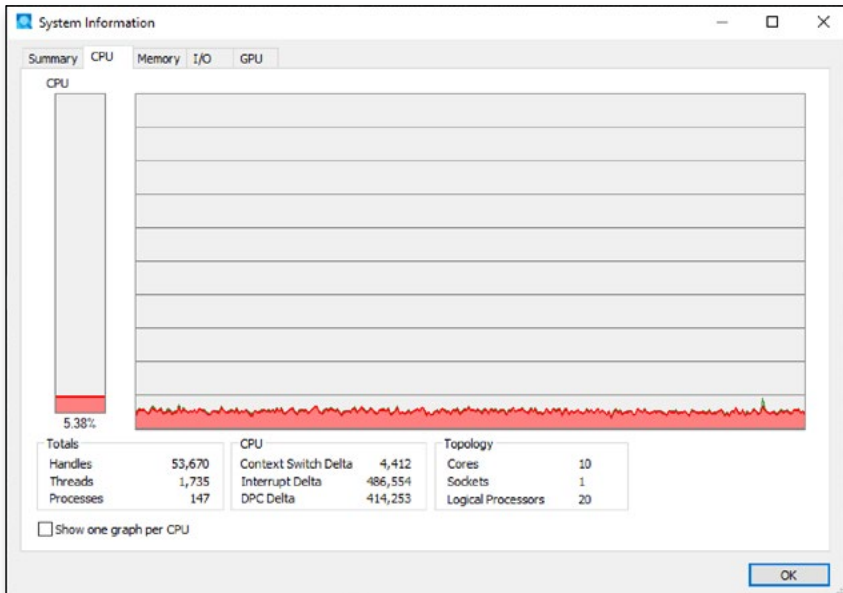 System Information
Summary CPU Memory I/O GPU
CPU
5.38%
Totals
Handles 53,670
Threads 1,735
Processes 147
CPU
Context Switch Delta 4,412
Interrupt Delta 486,554
DPC Delta 414,253
Topology
Cores 10
Sockets 1
Logical Processors 20
Show one graph per CPU
OK